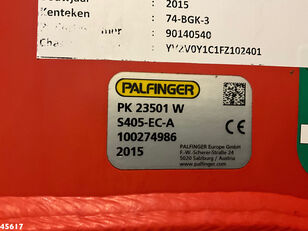 2015
Kenteken
74-BGK-3
90140540
PALFINGER
PK 23501 W
S405-EC-A
CE
100274986
2015
PALFINGER Europe GmbH
F.-W.-Scherer-Straße 24
5020 Salzburg / Austria
www.palfinger.com
45617